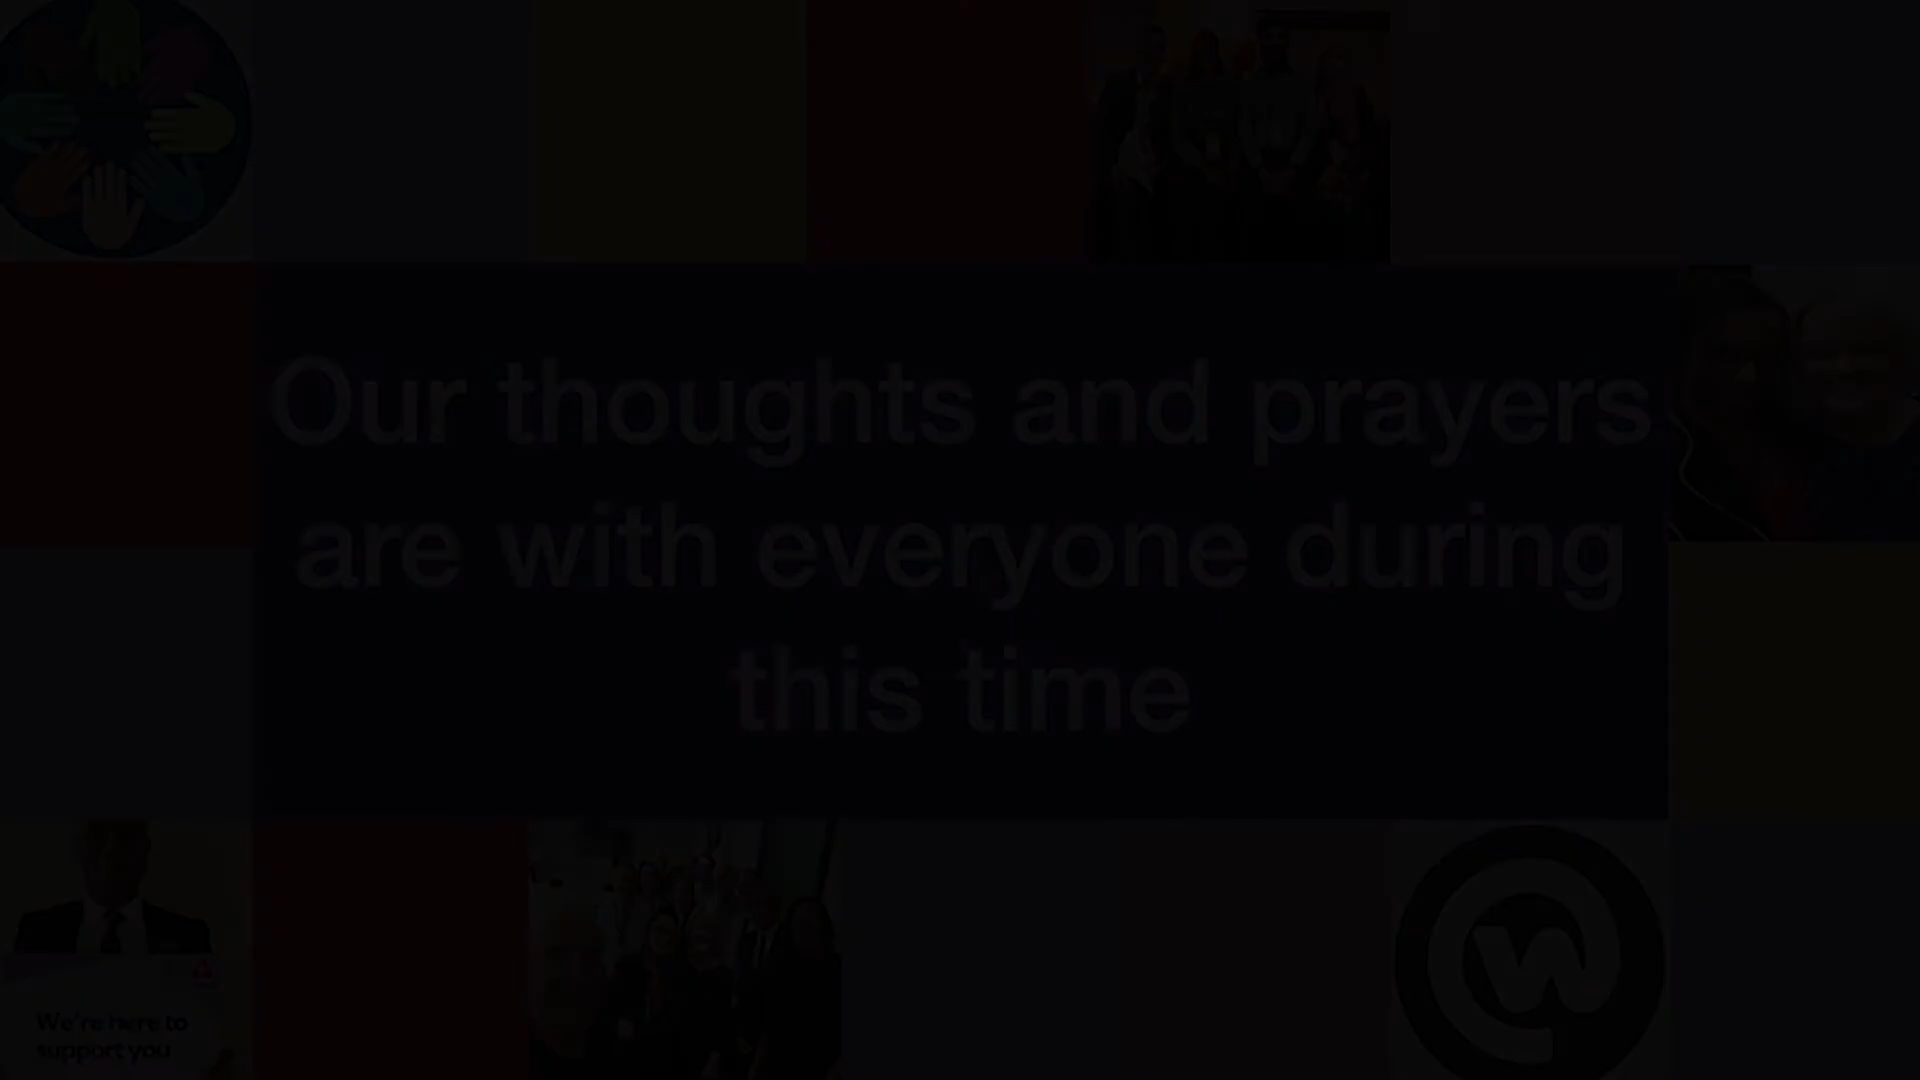 Our thoughts and prayers
are with everyone during
this time
We're here to
support you